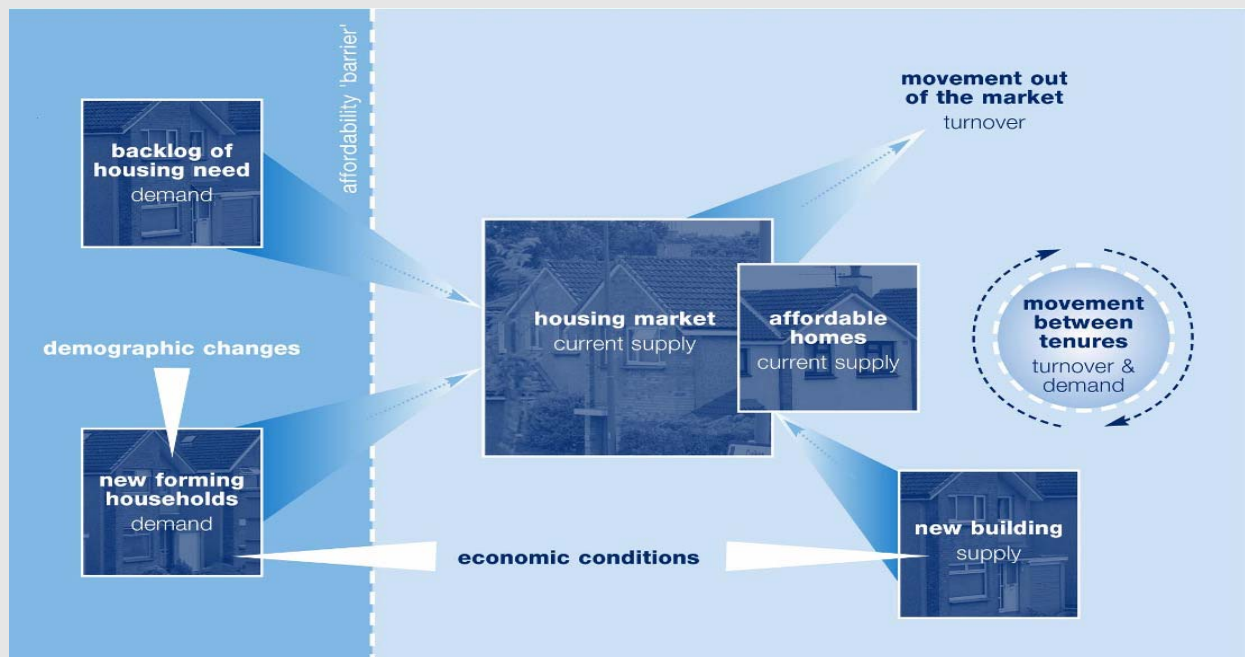 affordability 'barrier'
backlog of
housing need
demand
demographic changes
new forming
households
demand
movement out
of the market
turnover
housing market
current supply
affordable
homes
current supply
movement
between
tenures
turnover &
demand
economic conditions
new building
supply